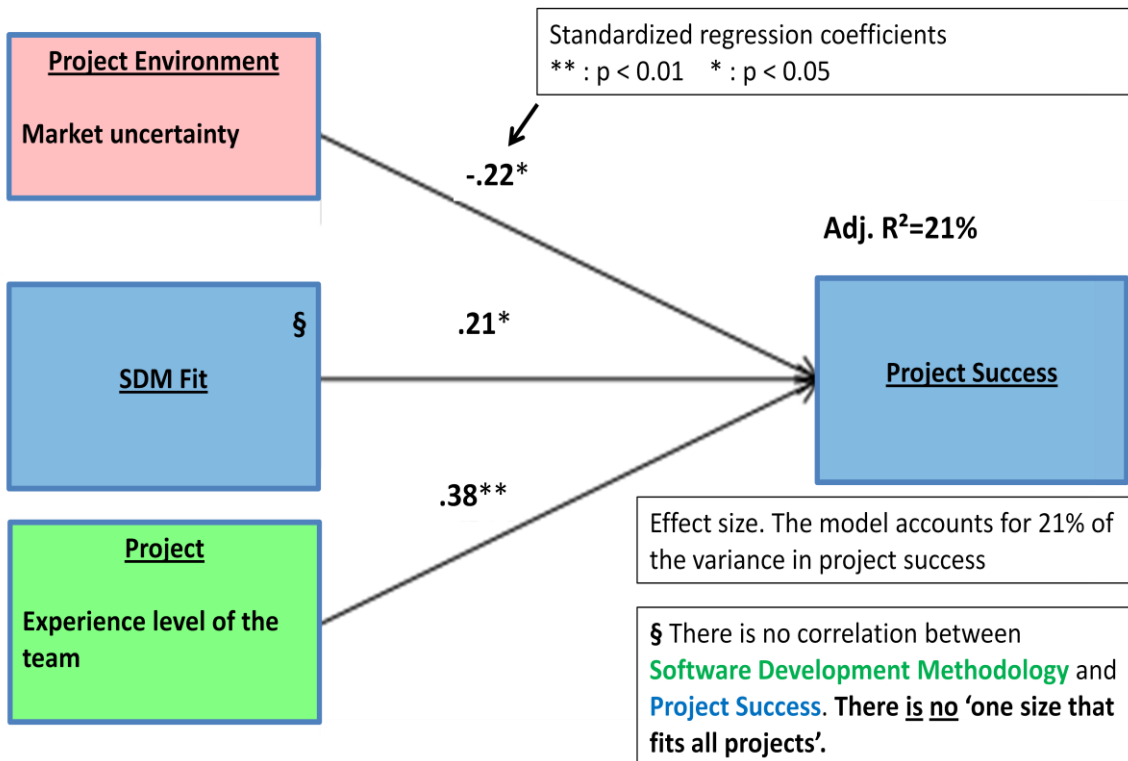 Standardized regression coefficients
** : p < 0.01 * : p < 0.05
Project Environment
Market uncertainty
-.22*
Adj. R²=21%
§
SDM Fit
.21*
Project Success
.38**
Project
Experience level of the
team
Effect size. The model accounts for 21% of
the variance in project success
§ There is no correlation between
Software Development Methodology and
Project Success. There is no ‘one size that
fits all projects’.